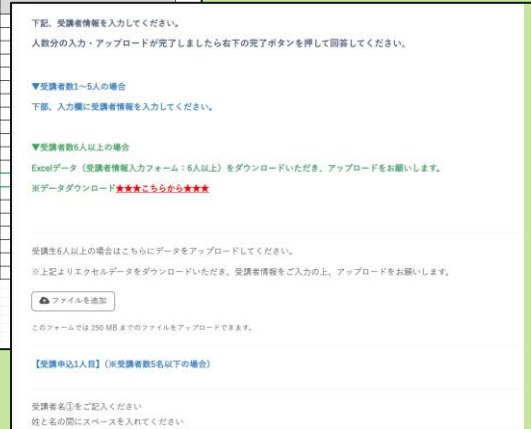 下記、受講者情報を入力してください。
人数分の入力・アップロードが完了しましたら右下の完了ボタンを押して回答してください。
▼受講者数1～5人の場合
下部、入力欄に受講者情報を入力してください。
▼受講者数6人以上の場合
Excelデータ（受講者情報入力フォーム：6人以上）をダウンロードいただき、アップロードをお願いします。
※データダウンロード★★★こちらから★★★
受講生6人以上の場合はこちらにデータをアップロードしてください。
※上記よりエクセルデータをダウンロードいただき、受講者情報をご入力の上、アップロードをお願いします。
ファイルを追加
このフォームでは 250 MB までのファイルをアップロードできます。
【受講申込1人目】（※受講者数5名以下の場合）
受講者名①をご記入ください
姓と名の間にスペースを入れてください